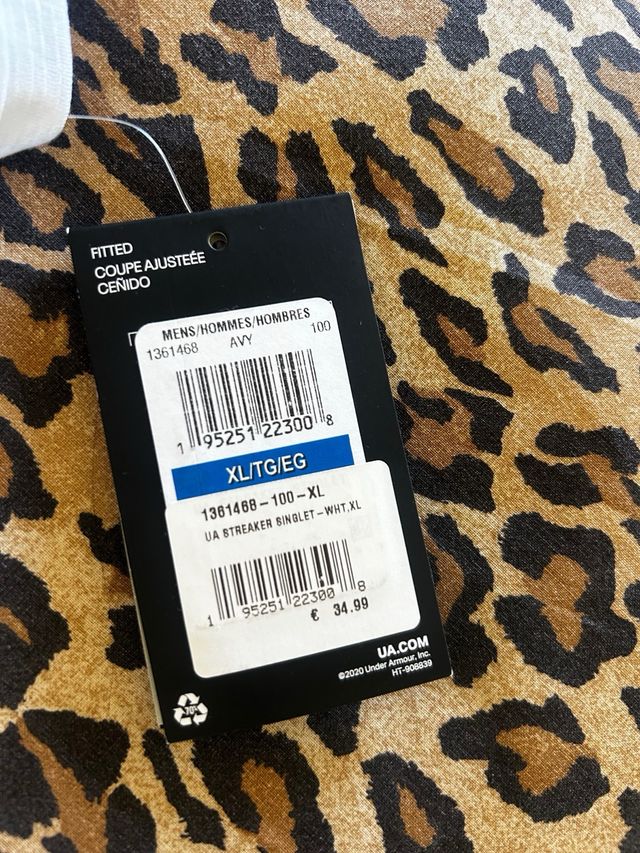 FITTED
COUPE AJUSTEÉE
CEÑIDO
MENS/HOMMES/HOMBRES
1361468 AVY 100
1 95251 22300 8
XL/TG/EG
1361468-100-XL
UA STREAKER SINGLET-WHT,XL
1 95251 22300 8
€ 34.99
UA.COM
©2020 Under Armour, Inc.
HT-908839
70%